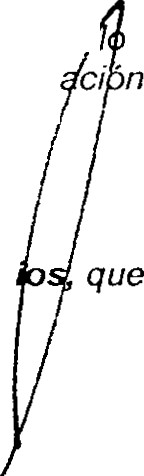 lo
ación
ios, que